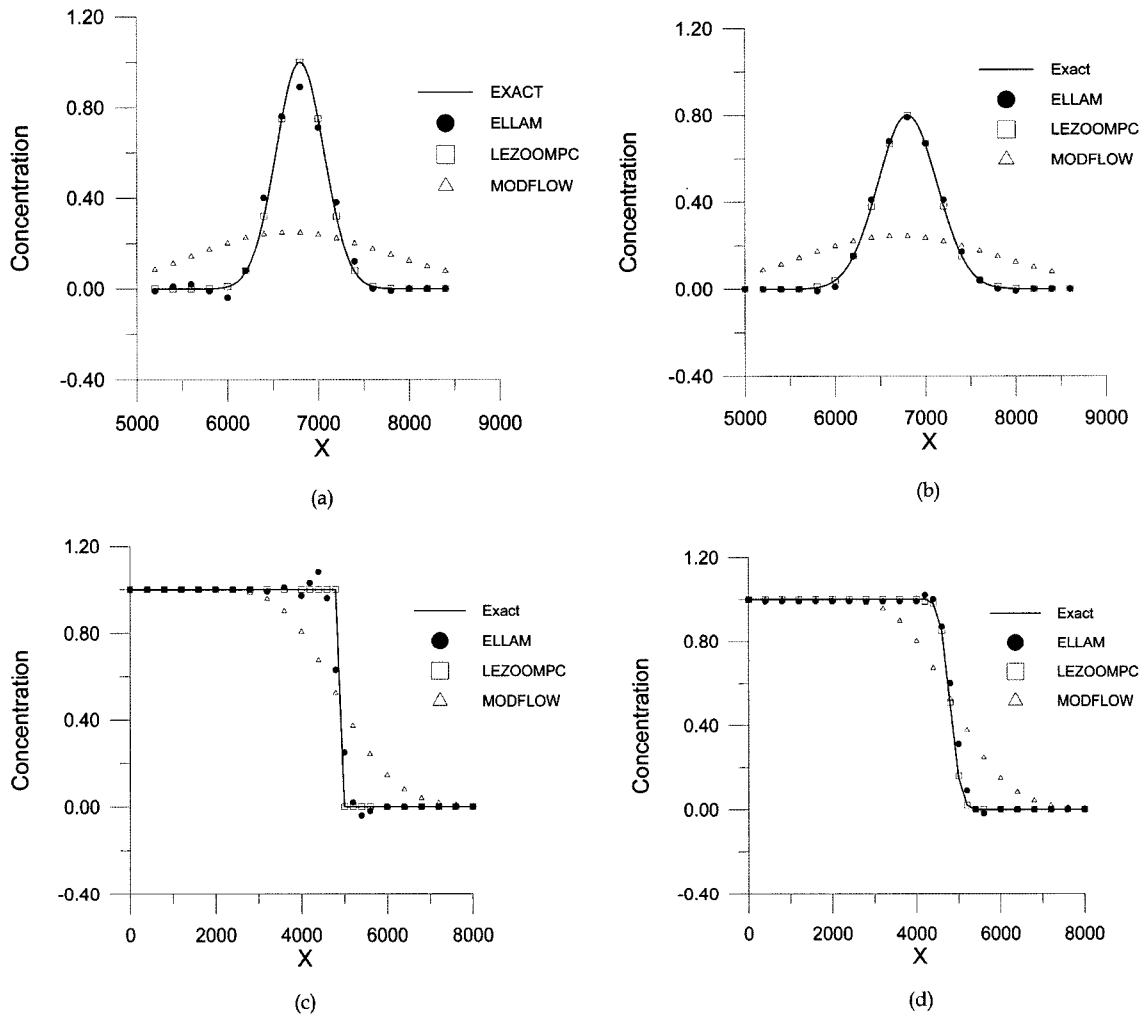 1.20
0.80
0.40
0.00
-0.40
Concentration
EXACT
ELLAM
LEZOOMPC
MODFLOW
5000 6000 7000 8000 9000
X
(a)
1.20
0.80
0.40
0.00
-0.40
Concentration
Exact
ELLAM
LEZOOMPC
MODFLOW
5000 6000 7000 8000 9000
X
(b)
1.20
0.80
0.40
0.00
-0.40
Concentration
Exact
ELLAM
LEZOOMPC
MODFLOW
0 2000 4000 6000 8000
X
(c)
1.20
0.80
0.40
0.00
-0.40
Concentration
Exact
ELLAM
LEZOOMPC
MODFLOW
0 2000 4000 6000 8000
X
(d)